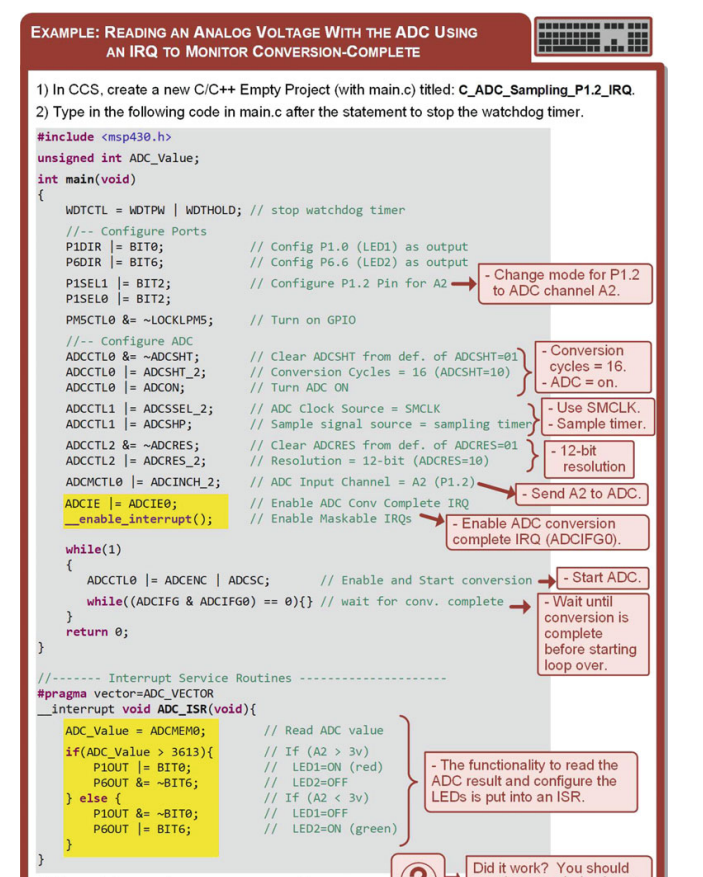 EXAMPLE: READING AN ANALOG VOLTAGE WITH THE ADC USING
AN IRQ TO MONITOR CONVERSION-COMPLETE
1) In CCS, create a new C/C++ Empty Project (with main.c) titled: C_ADC_Sampling_P1.2_IRQ.
2) Type in the following code in main.c after the statement to stop the watchdog timer.
#include <msp430.h>
unsigned int ADC_Value;
int main(void)
{
WDTCTL = WDTPW | WDTHOLD; // stop watchdog timer
//-- Configure Ports
P1DIR |= BIT0; // Config P1.0 (LED1) as output
P6DIR |= BIT6; // Config P6.6 (LED2) as output
P1SEL1 |= BIT2; // Configure P1.2 Pin for A2
P1SEL0 |= BIT2;
- Change mode for P1.2
to ADC channel A2.
PM5CTL0 &= ~LOCKLPM5; // Turn on GPIO
//-- Configure ADC
ADCCTL0 &= ~ADCSHT; // Clear ADCSHT from def. of ADCSHT=01
ADCCTL0 |= ADCSHT_2; // Conversion Cycles = 16 (ADCSHT=10)
ADCCTL0 |= ADCON; // Turn ADC ON
- Conversion
cycles = 16.
- ADC = on.
ADCCTL1 |= ADCSSEL_2; // ADC Clock Source = SMCLK
ADCCTL1 |= ADCSHP; // Sample signal source = sampling timer
- Use SMCLK.
- Sample timer.
ADCCTL2 &= ~ADCRES; // Clear ADCRES from def. of ADCRES=01
ADCCTL2 |= ADCRES_2; // Resolution = 12-bit (ADCRES=10)
- 12-bit
resolution
ADCMCTL0 |= ADCINCH_2; // ADC Input Channel = A2 (P1.2)
- Send A2 to ADC.
ADCIE |= ADCIE0; // Enable ADC Conv Complete IRQ
__enable_interrupt(); // Enable Maskable IRQs
- Enable ADC conversion
complete IRQ (ADCIFG0).
while(1)
{
ADCCTL0 |= ADCENC | ADCSC; // Enable and Start conversion
- Start ADC.
while((ADCIFG & ADCIFG0) == 0){} // wait for conv. complete
- Wait until
conversion is
complete
before starting
loop over.
}
return 0;
}
//------- Interrupt Service Routines ---------------------
#pragma vector=ADC_VECTOR
__interrupt void ADC_ISR(void){
ADC_Value = ADCMEM0; // Read ADC value
if(ADC_Value > 3613){ // If (A2 > 3v)
P1OUT |= BIT0; // LED1=ON (red)
P6OUT &= ~BIT6; // LED2=OFF
} else { // If (A2 < 3v)
P1OUT &= ~BIT0; // LED1=OFF
P6OUT |= BIT6; // LED2=ON (green)
}
}
- The functionality to read the
ADC result and configure the
LEDs is put into an ISR.
Did it work? You should